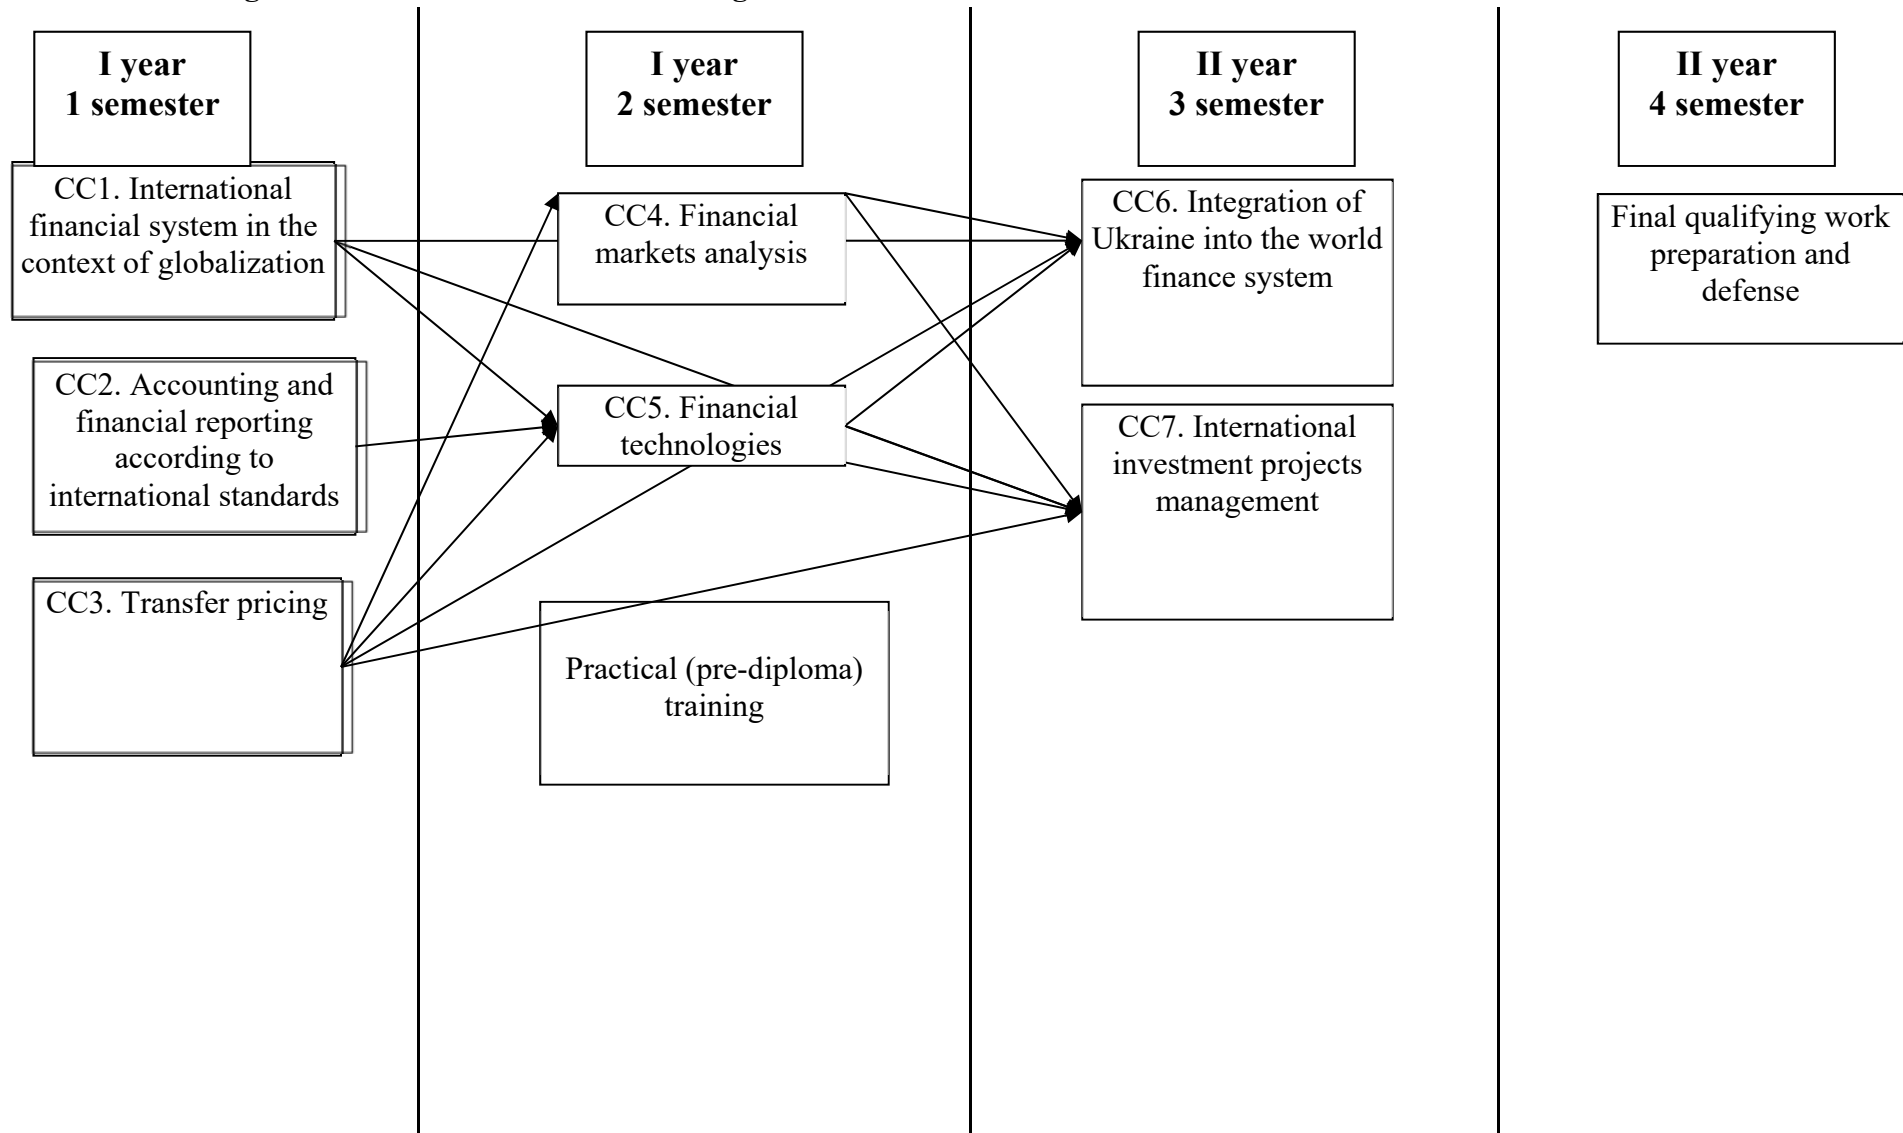 I year
1 semester
I year
2 semester
II year
3 semester
II year
4 semester
CC1. International
financial system in the
context of globalization
CC2. Accounting and
financial reporting
according to
international standards
CC3. Transfer pricing
CC4. Financial
markets analysis
CC5. Financial
technologies
Practical (pre-diploma)
training
CC6. Integration of
Ukraine into the world
finance system
CC7. International
investment projects
management
Final qualifying work
preparation and
defense